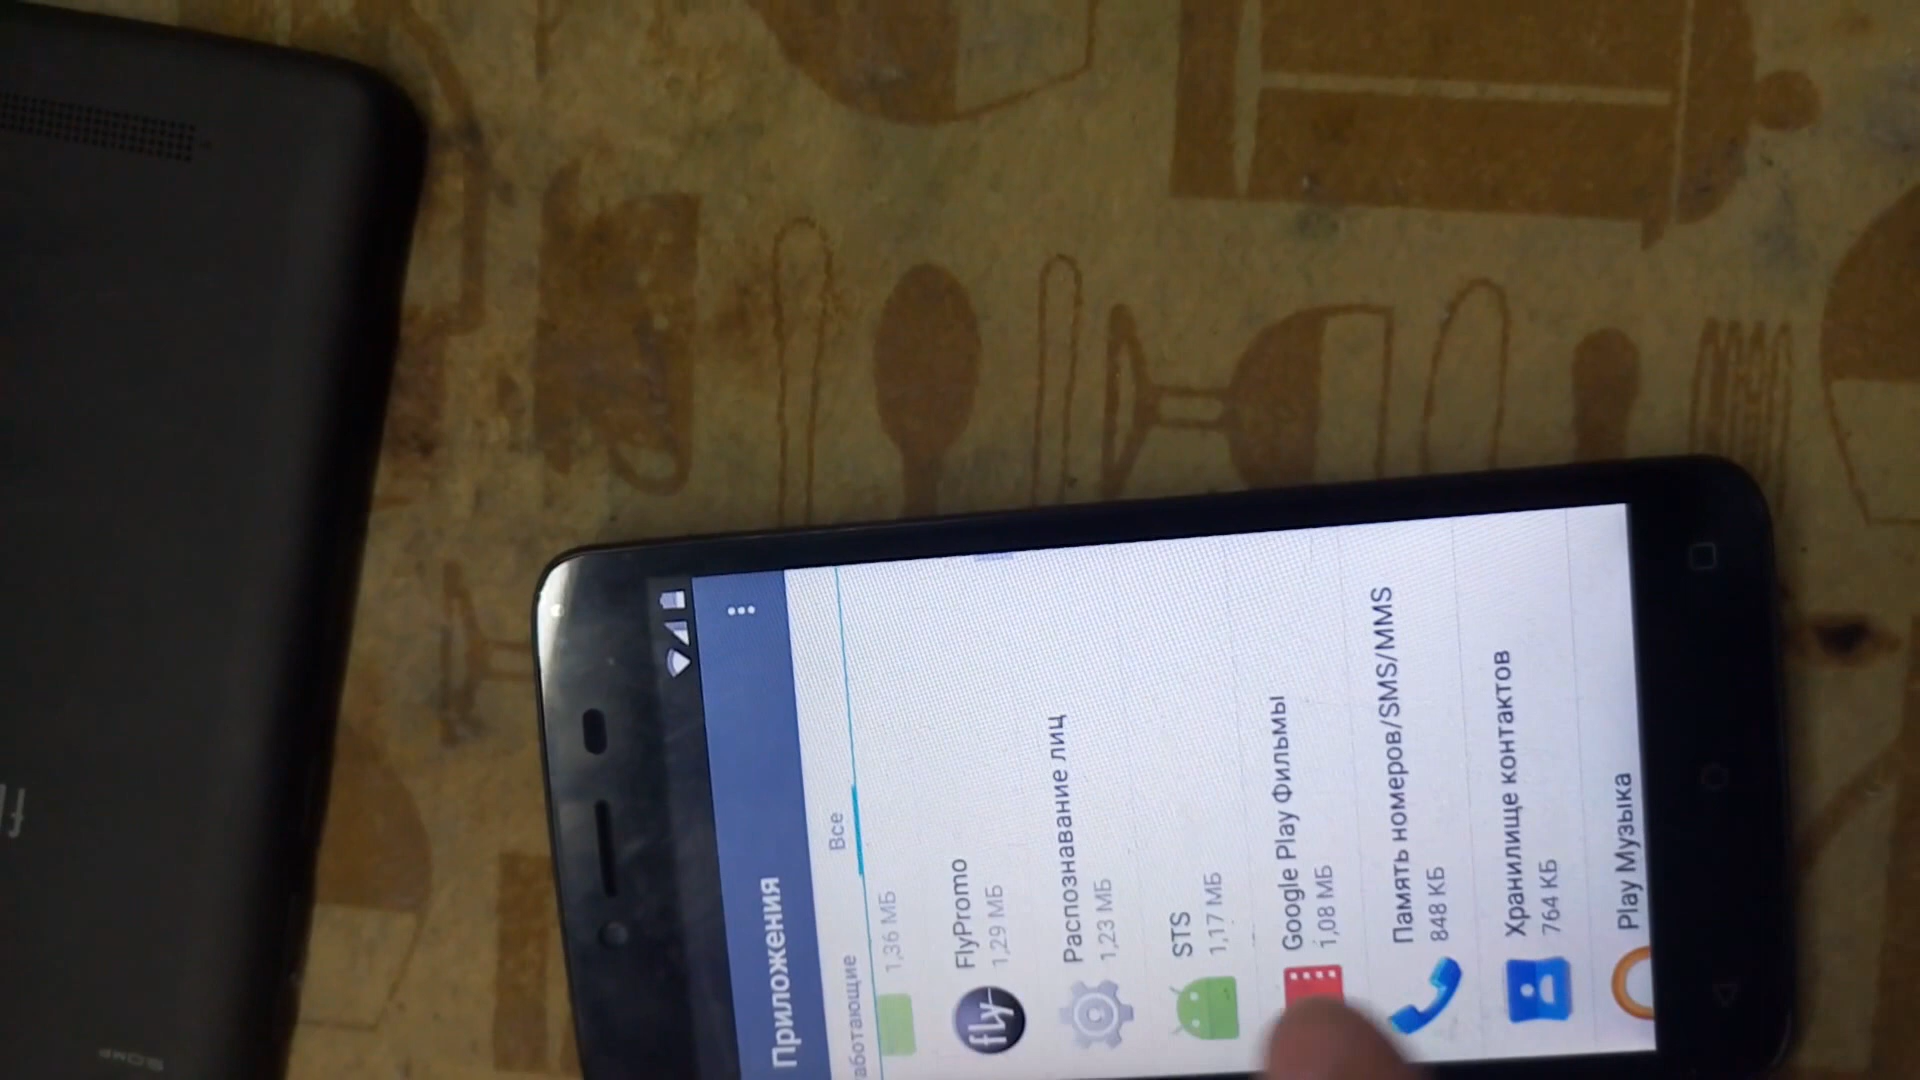 Приложения
аботающие
Все
1,36 МБ
fly
FlyPromo
1,29 МБ
Распознавание лиц
1,23 МБ
STS
1,17 МБ
Google Play Фильмы
1,08 МБ
Память номеров/SMS/MMS
848 КБ
Хранилище контактов
764 КБ
Play Музыка